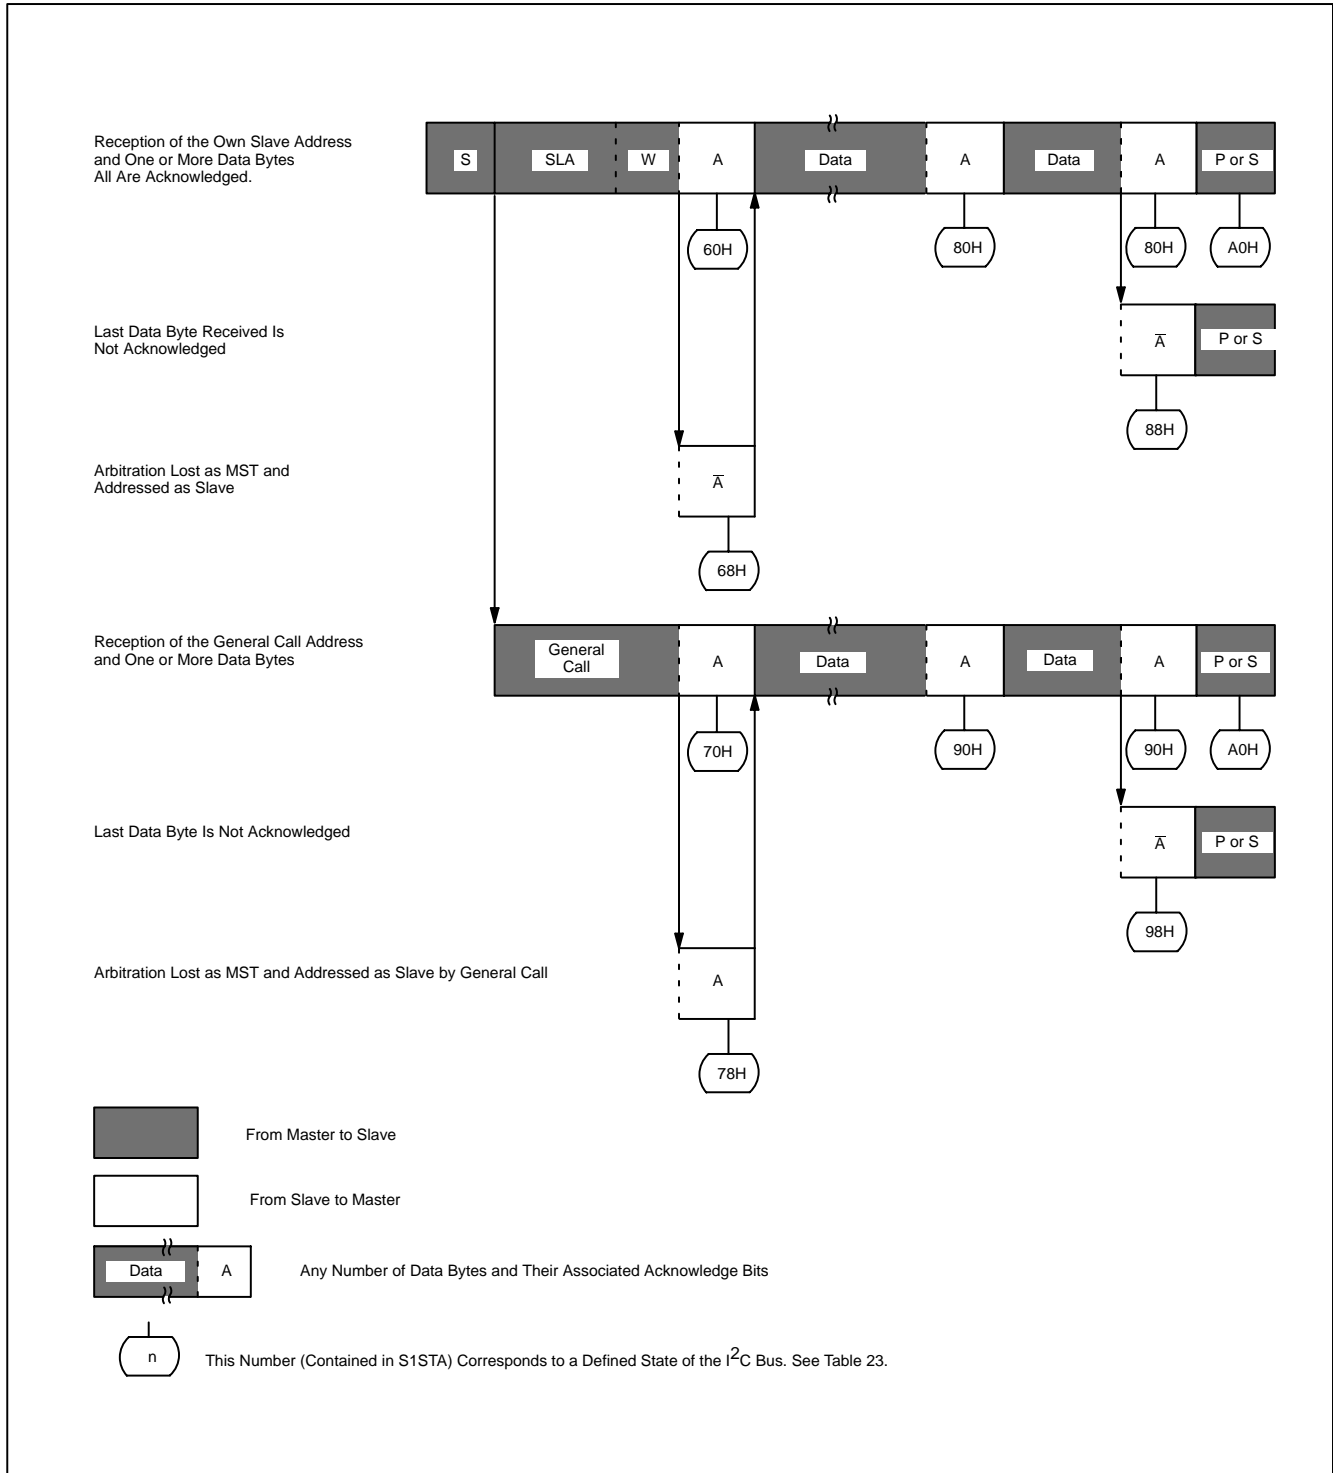 Reception of the Own Slave Address
and One or More Data Bytes
All Are Acknowledged.
S SLA W A Data A Data A P or S
60H 80H 80H A0H
Last Data Byte Received Is
Not Acknowledged
A̅ P or S
88H
Arbitration Lost as MST and
Addressed as Slave
A̅
68H
Reception of the General Call Address
and One or More Data Bytes
General
Call
A Data A Data A P or S
70H 90H 90H A0H
Last Data Byte Is Not Acknowledged
A̅ P or S
98H
Arbitration Lost as MST and Addressed as Slave by General Call
A
78H
From Master to Slave
From Slave to Master
Data A Any Number of Data Bytes and Their Associated Acknowledge Bits
n This Number (Contained in S1STA) Corresponds to a Defined State of the I²C Bus. See Table 23.